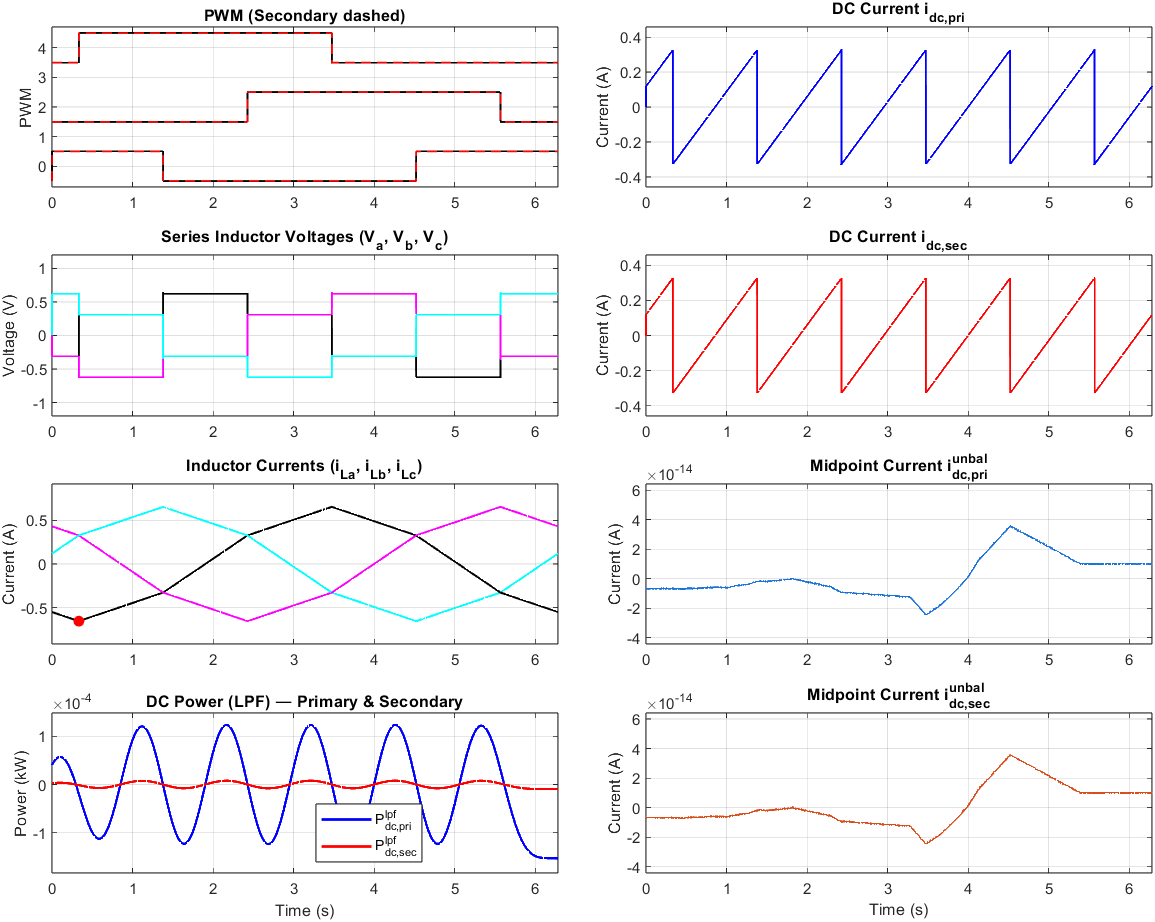 PWM (Secondary dashed)
PWM
4
3
2
1
0
0 1 2 3 4 5 6
DC Current i_dc,pri
Current (A)
0.4
0.2
0
-0.2
-0.4
0 1 2 3 4 5 6
Series Inductor Voltages (V_a, V_b, V_c)
Voltage (V)
1
0.5
0
-0.5
-1
0 1 2 3 4 5 6
DC Current i_dc,sec
Current (A)
0.4
0.2
0
-0.2
-0.4
0 1 2 3 4 5 6
Inductor Currents (i_La, i_Lb, i_Lc)
Current (A)
0.5
0
-0.5
0 1 2 3 4 5 6
Midpoint Current i^unbal_dc,pri
×10^-14
Current (A)
6
4
2
0
-2
-4
0 1 2 3 4 5 6
DC Power (LPF) — Primary & Secondary
×10^-4
Power (kW)
1
0
-1
P^lpf_dc,pri
P^lpf_dc,sec
0 1 2 3 4 5 6
Time (s)
Midpoint Current i^unbal_dc,sec
×10^-14
Current (A)
6
4
2
0
-2
-4
0 1 2 3 4 5 6
Time (s)